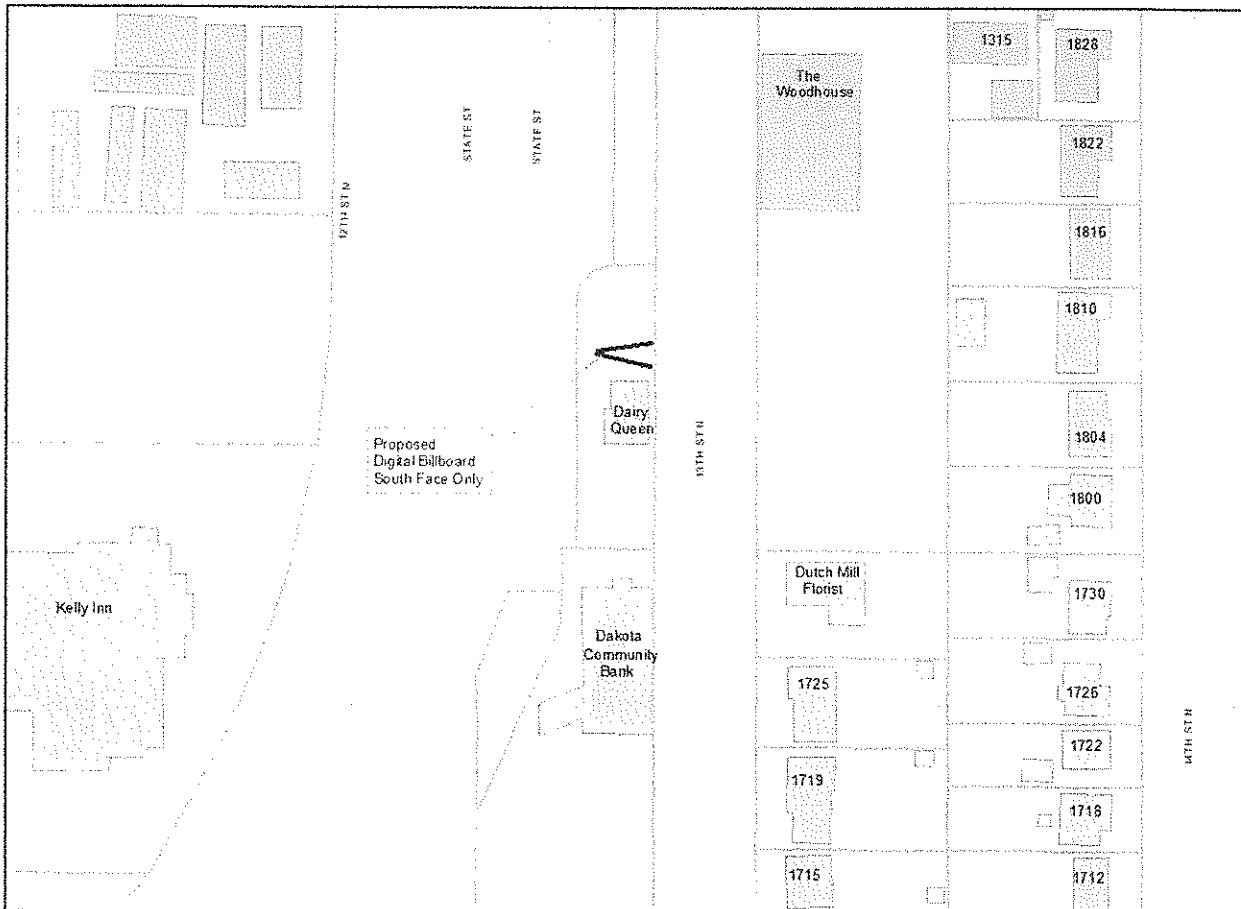 1315
1828
The
Woodhouse
STATE ST
STATE ST
1822
12TH ST N
1816
1810
Dairy
Queen
1804
Proposed
Digital Billboard
South Face Only
13TH ST N
1800
Dutch Mill
Florist
1730
Kelly Inn
Dakota
Community
Bank
1725
1726
1722
14TH ST N
1719
1718
1715
1712